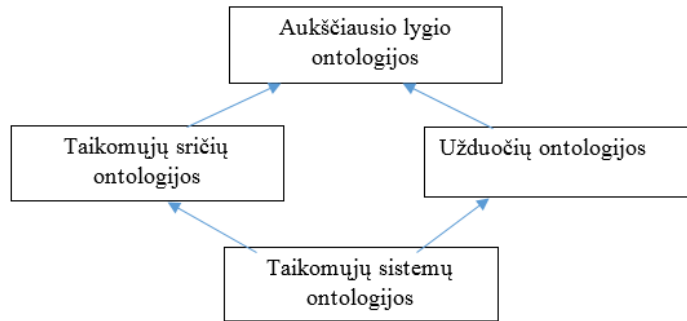 Aukščiausio lygio
ontologijos
Taikomųjų sričių
ontologijos
Užduočių ontologijos
Taikomųjų sistemų
ontologijos